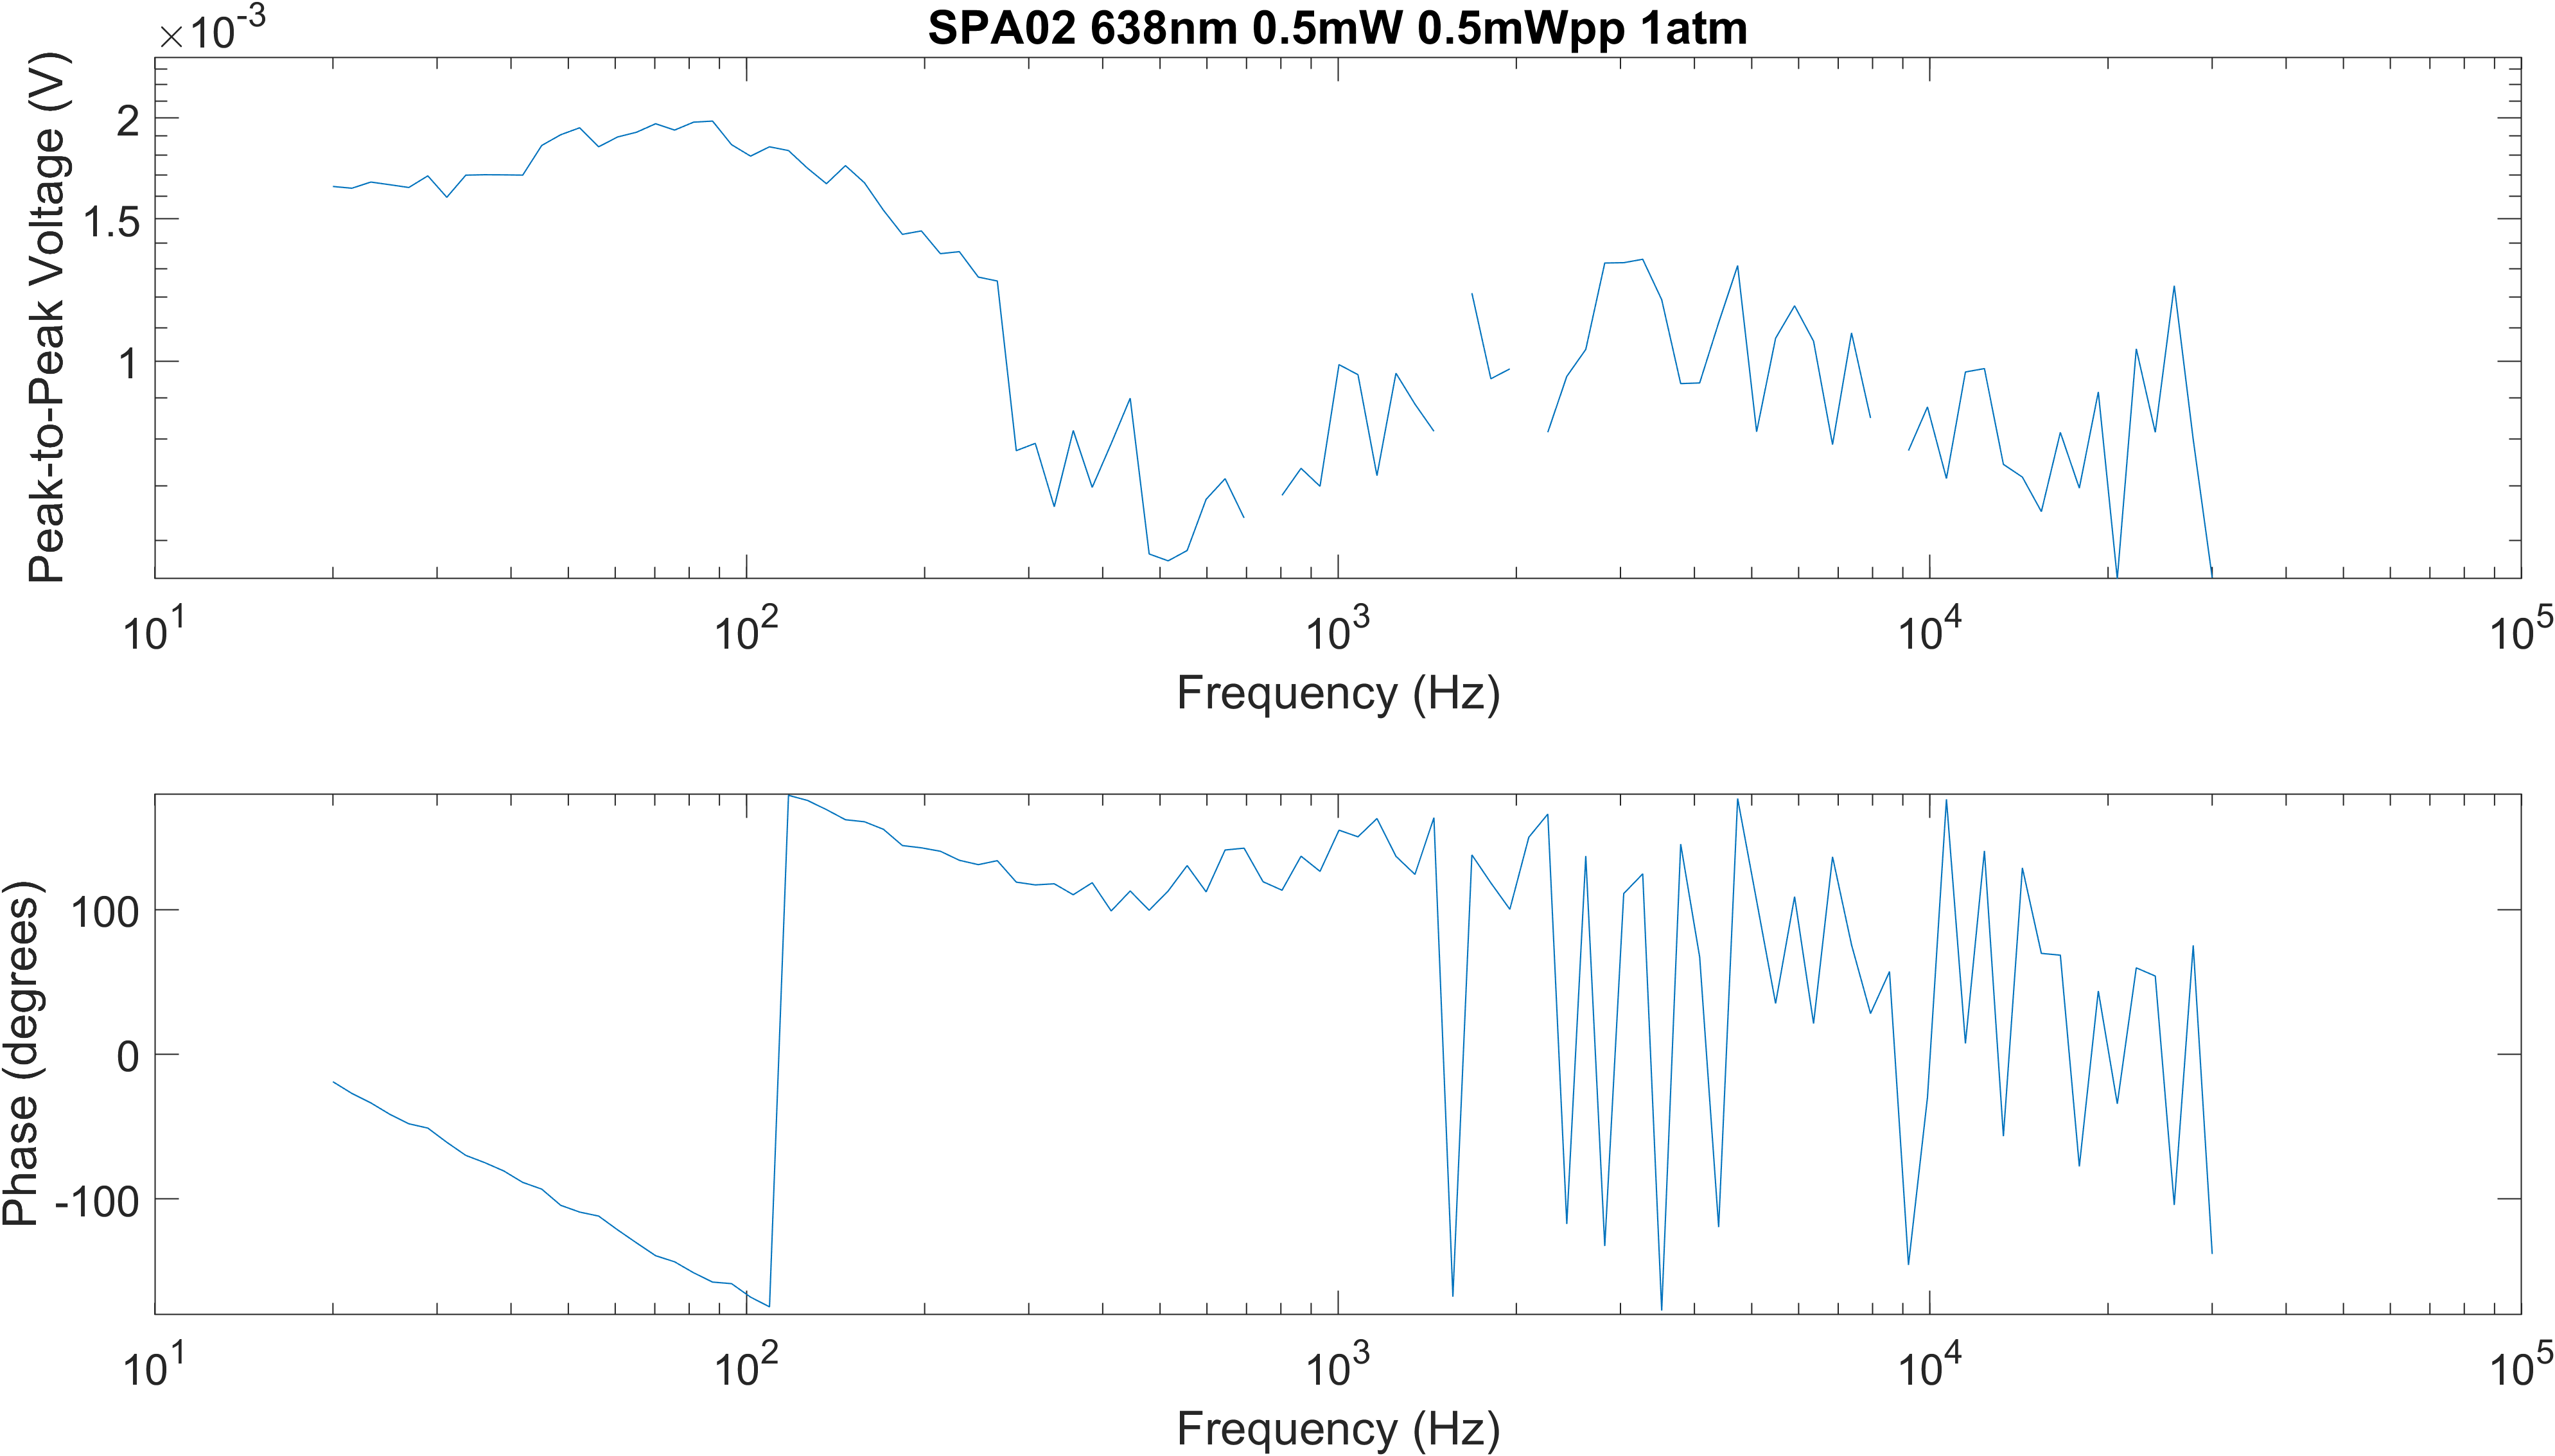 SPA02 638nm 0.5mW 0.5mWpp 1atm
×10⁻³
Peak-to-Peak Voltage (V)
2
1.5
1
10¹ 10² 10³ 10⁴ 10⁵
Frequency (Hz)
Phase (degrees)
100
0
-100
10¹ 10² 10³ 10⁴ 10⁵
Frequency (Hz)